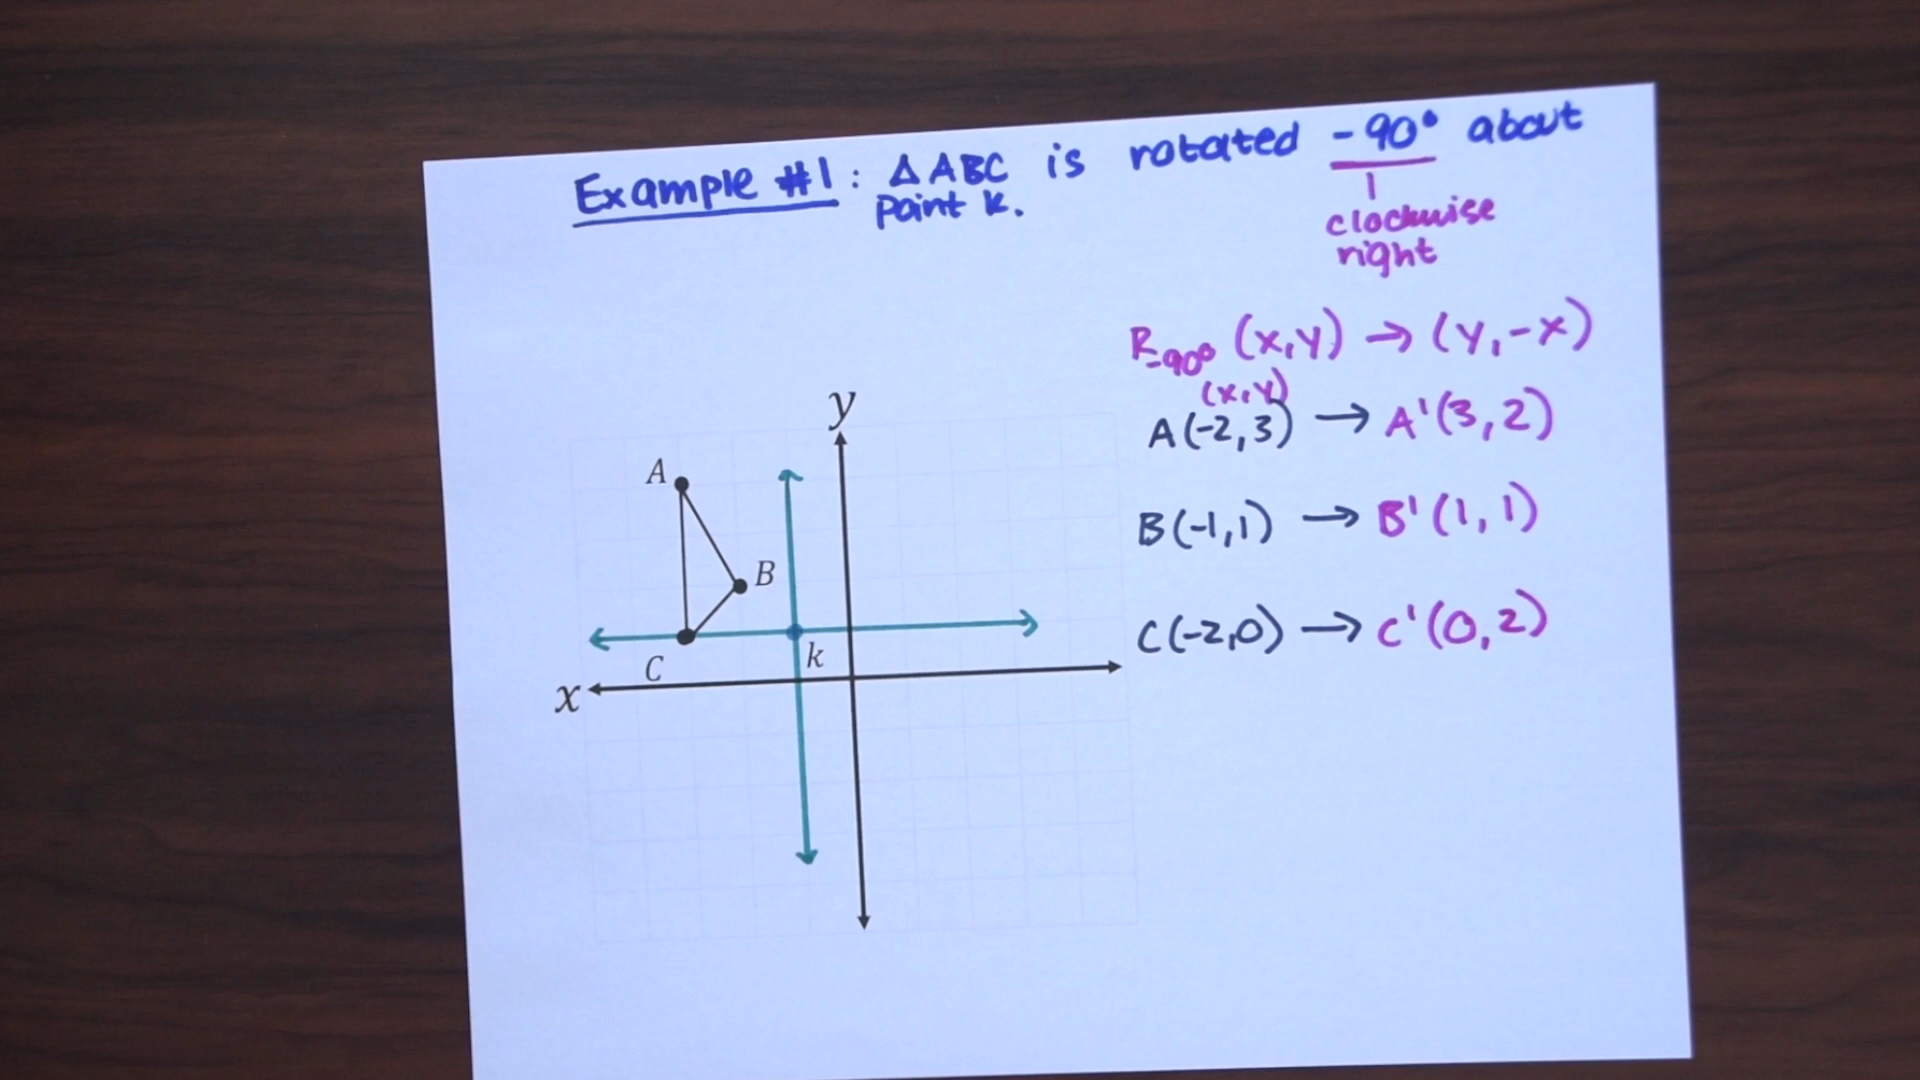 Example #1: △ABC is rotated -90° about
point k.
clockwise
right
R-90° (x,y) → (y,-x)
(x,y)
A(-2,3) → A'(3,2)
B(-1,1) → B'(1,1)
C(-2,0) → C'(0,2)
y
A
B
C
k
x